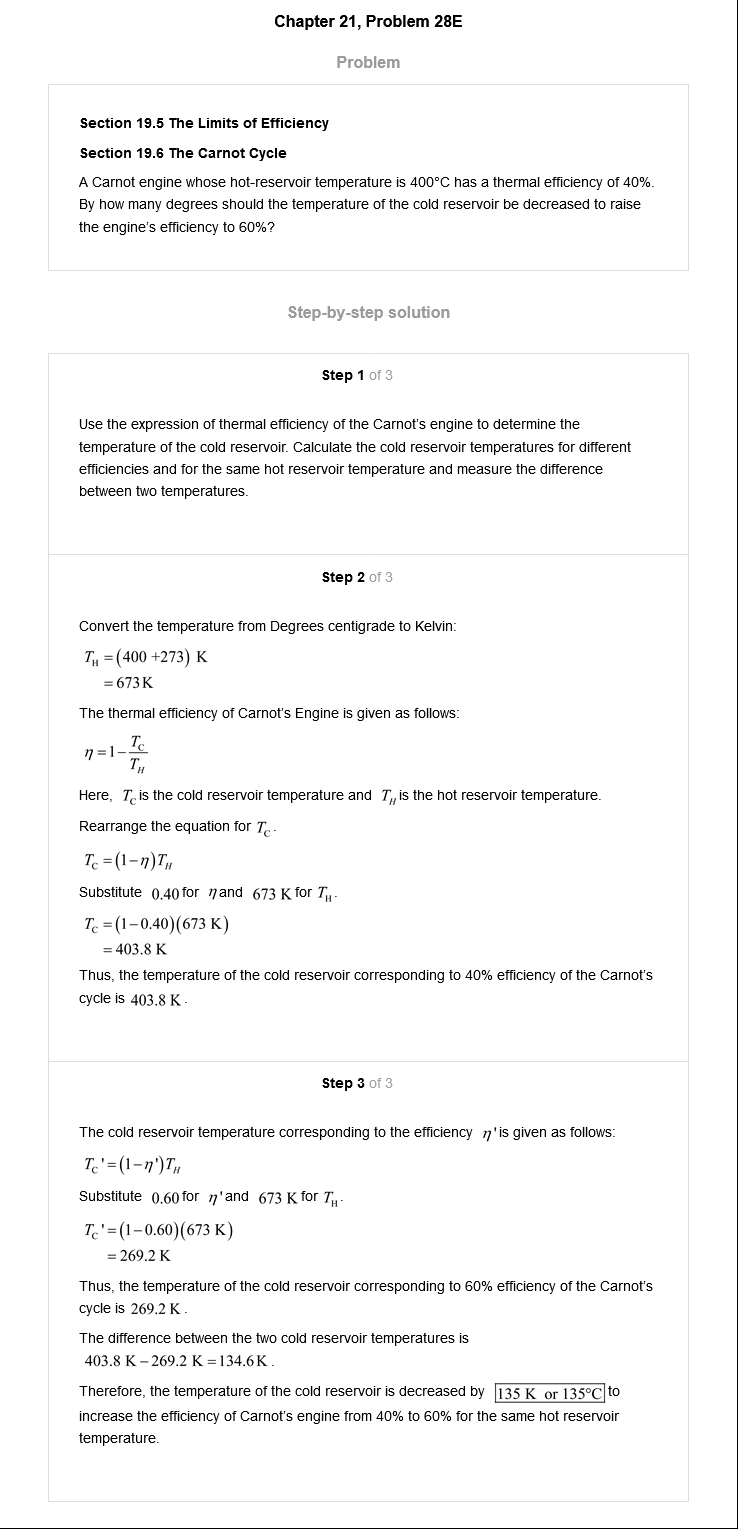 Chapter 21, Problem 28E
Problem
Section 19.5 The Limits of Efficiency
Section 19.6 The Carnot Cycle
A Carnot engine whose hot-reservoir temperature is 400°C has a thermal efficiency of 40%.
By how many degrees should the temperature of the cold reservoir be decreased to raise
the engine's efficiency to 60%?
Step-by-step solution
Step 1 of 3
Use the expression of thermal efficiency of the Carnot's engine to determine the
temperature of the cold reservoir. Calculate the cold reservoir temperatures for different
efficiencies and for the same hot reservoir temperature and measure the difference
between two temperatures.
Step 2 of 3
Convert the temperature from Degrees centigrade to Kelvin:
T_H = (400 +273) K
= 673 K
The thermal efficiency of Carnot's Engine is given as follows:
η = 1 − T_C / T_H
Here, T_C is the cold reservoir temperature and T_H is the hot reservoir temperature.
Rearrange the equation for T_C.
T_C = (1−η)T_H
Substitute 0.40 for η and 673 K for T_H.
T_C = (1−0.40)(673 K)
= 403.8 K
Thus, the temperature of the cold reservoir corresponding to 40% efficiency of the Carnot's
cycle is 403.8 K.
Step 3 of 3
The cold reservoir temperature corresponding to the efficiency η' is given as follows:
T_C' = (1−η')T_H
Substitute 0.60 for η' and 673 K for T_H.
T_C' = (1−0.60)(673 K)
= 269.2 K
Thus, the temperature of the cold reservoir corresponding to 60% efficiency of the Carnot's
cycle is 269.2 K.
The difference between the two cold reservoir temperatures is
403.8 K − 269.2 K = 134.6 K.
Therefore, the temperature of the cold reservoir is decreased by 135 K or 135°C to
increase the efficiency of Carnot's engine from 40% to 60% for the same hot reservoir
temperature.